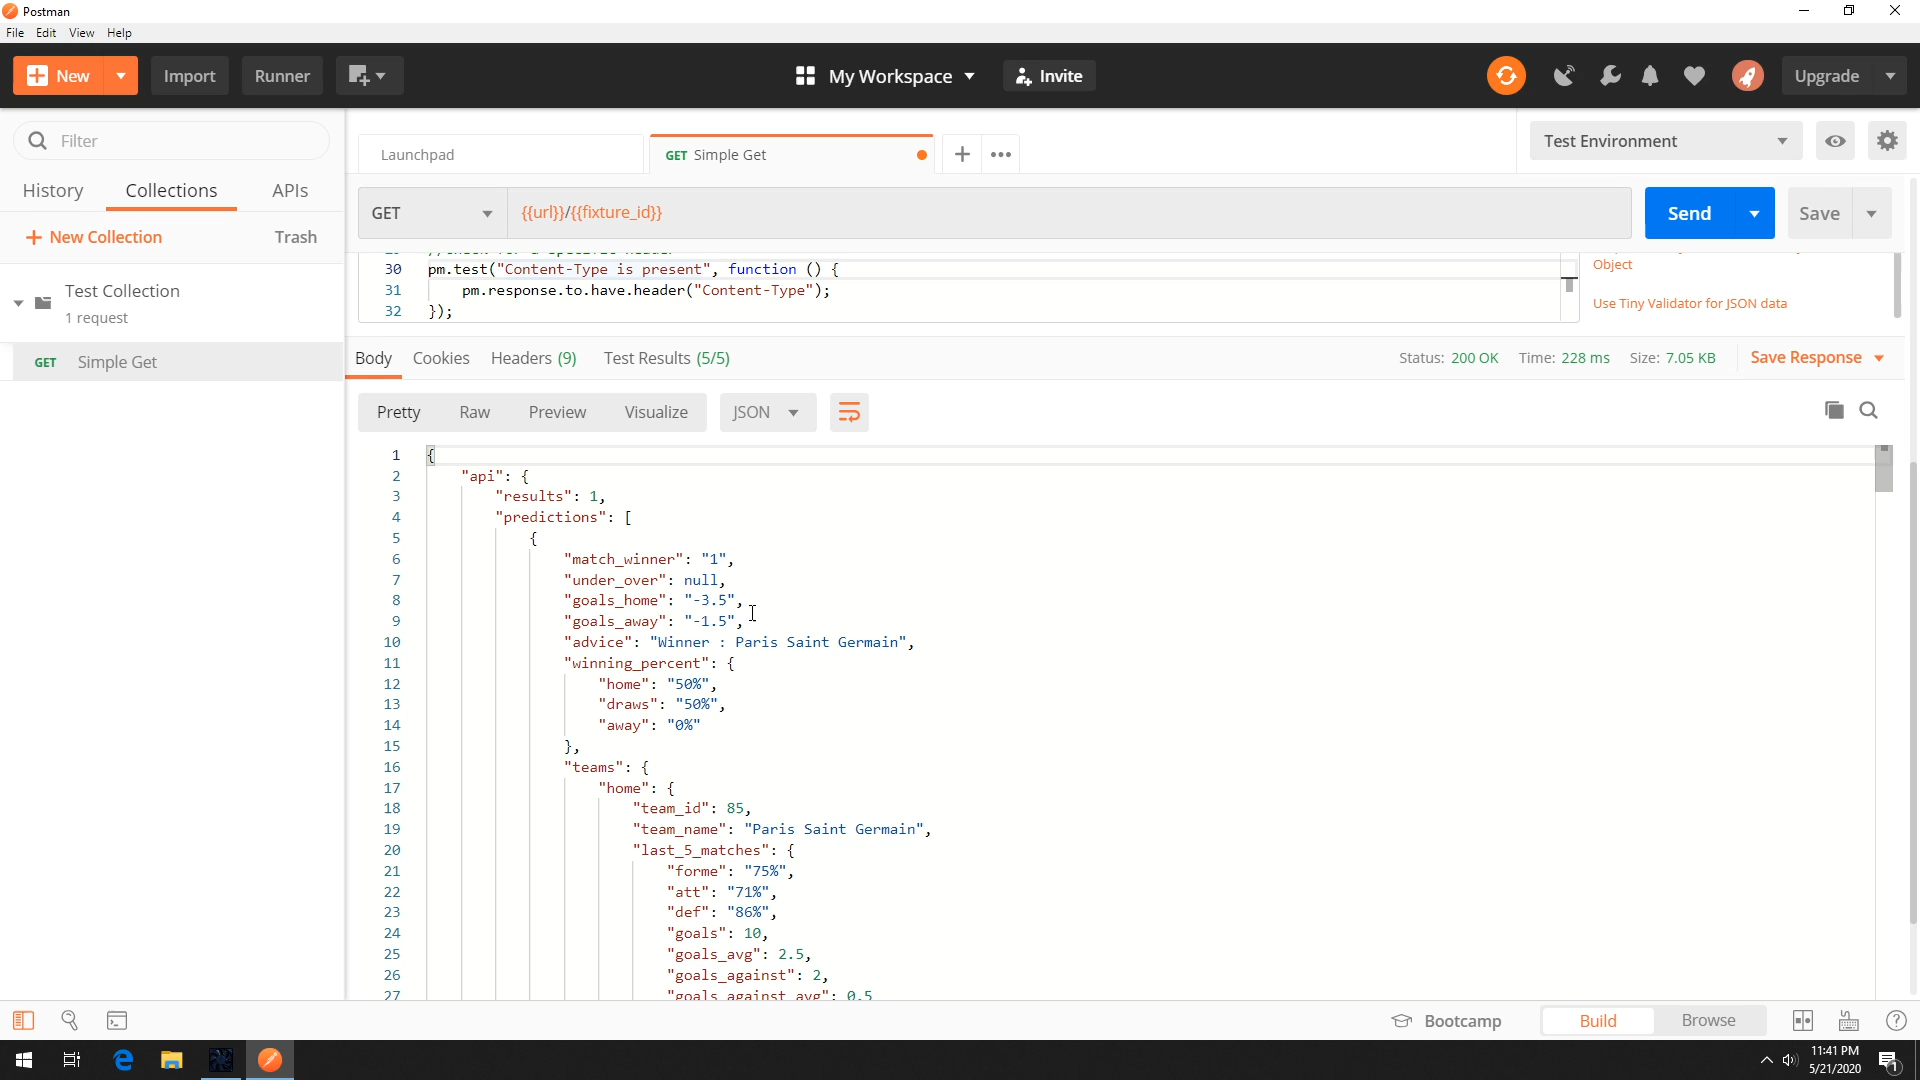 Postman
File Edit View Help
New Import Runner My Workspace Invite Upgrade
Filter
History Collections APIs
New Collection Trash
Test Collection
1 request
GET Simple Get
Launchpad GET Simple Get
Test Environment
GET {{url}}/{{fixture_id}} Send Save
30 pm.test("Content-Type is present", function () {
31 pm.response.to.have.header("Content-Type");
32 });
Object
Use Tiny Validator for JSON data
Body Cookies Headers (9) Test Results (5/5) Status: 200 OK Time: 228 ms Size: 7.05 KB Save Response
Pretty Raw Preview Visualize JSON
1 {
2 "api": {
3 "results": 1,
4 "predictions": [
5 {
6 "match_winner": "1",
7 "under_over": null,
8 "goals_home": "-3.5",
9 "goals_away": "-1.5",
10 "advice": "Winner : Paris Saint Germain",
11 "winning_percent": {
12 "home": "50%",
13 "draws": "50%",
14 "away": "0%"
15 },
16 "teams": {
17 "home": {
18 "team_id": 85,
19 "team_name": "Paris Saint Germain",
20 "last_5_matches": {
21 "forme": "75%",
22 "att": "71%",
23 "def": "86%",
24 "goals": 10,
25 "goals_avg": 2.5,
26 "goals_against": 2,
27 "goals_against_avg": 0.5
Bootcamp Build Browse
11:41 PM
5/21/2020
1